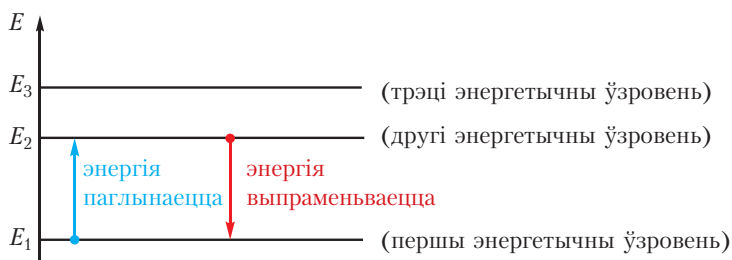 E
E₃ (трэці энергетычны ўзровень)
E₂ (другі энергетычны ўзровень)
энергія
паглынаецца
энергія
выпраменьваецца
E₁ (першы энергетычны ўзровень)